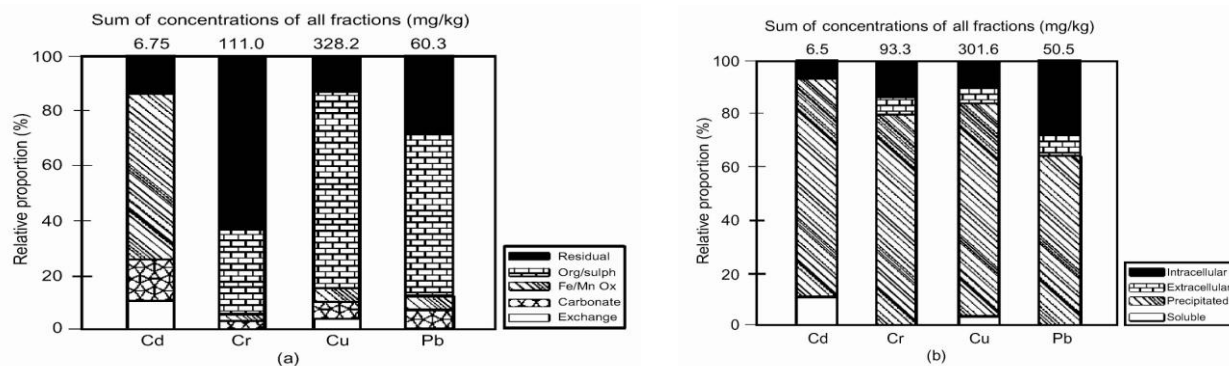 Sum of concentrations of all fractions (mg/kg)
6.75 111.0 328.2 60.3
Relative proportion (%)
100
80
60
40
20
0
Cd Cr Cu Pb
Residual
Org/sulph
Fe/Mn Ox
Carbonate
Exchange
(a)
Sum of concentrations of all fractions (mg/kg)
6.5 93.3 301.6 50.5
Relative proportion (%)
100
80
60
40
20
0
Cd Cr Cu Pb
Intracellular
Extracellular
Precipitated
Soluble
(b)